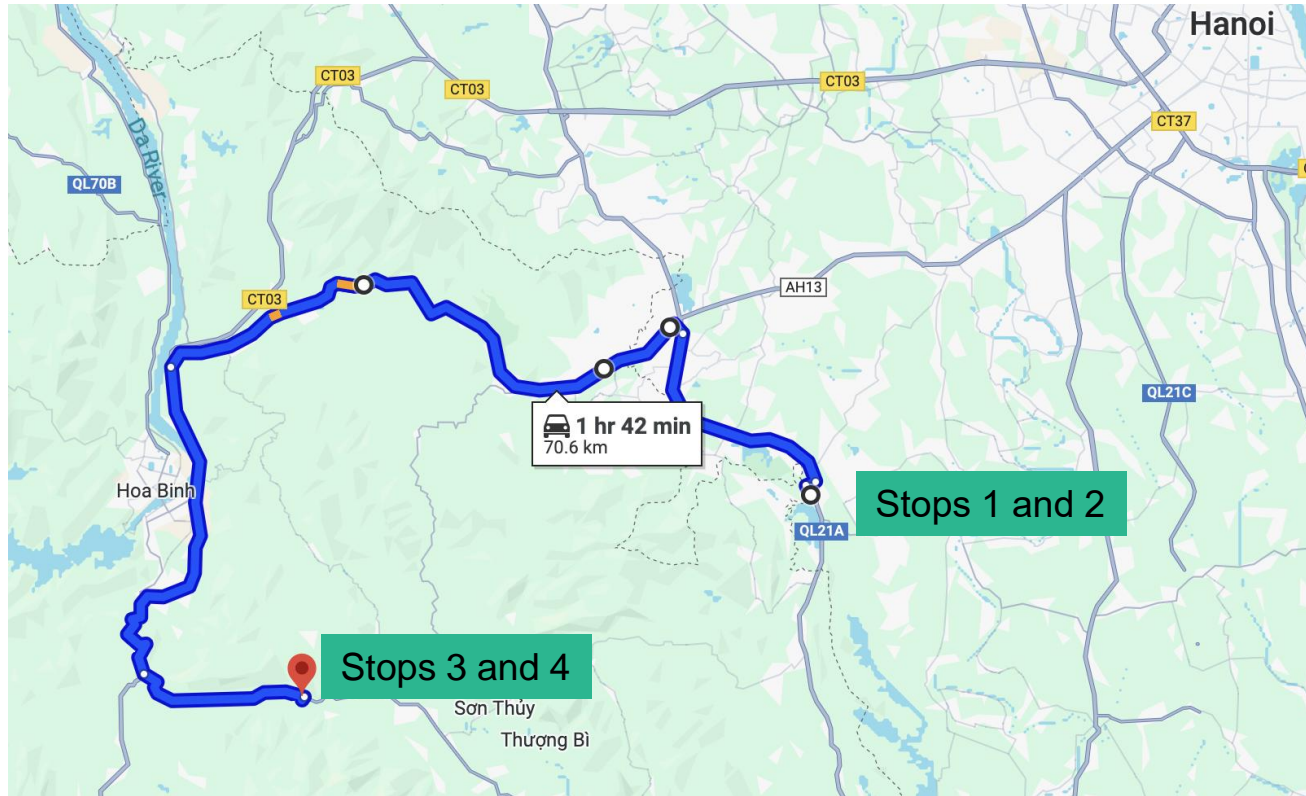 Hanoi
CT03
CT03
CT03
CT37
Da River
QL70B
AH13
CT03
QL21C
1 hr 42 min
70.6 km
Hoa Binh
Stops 1 and 2
QL21A
Stops 3 and 4
Sơn Thủy
Thượng Bì